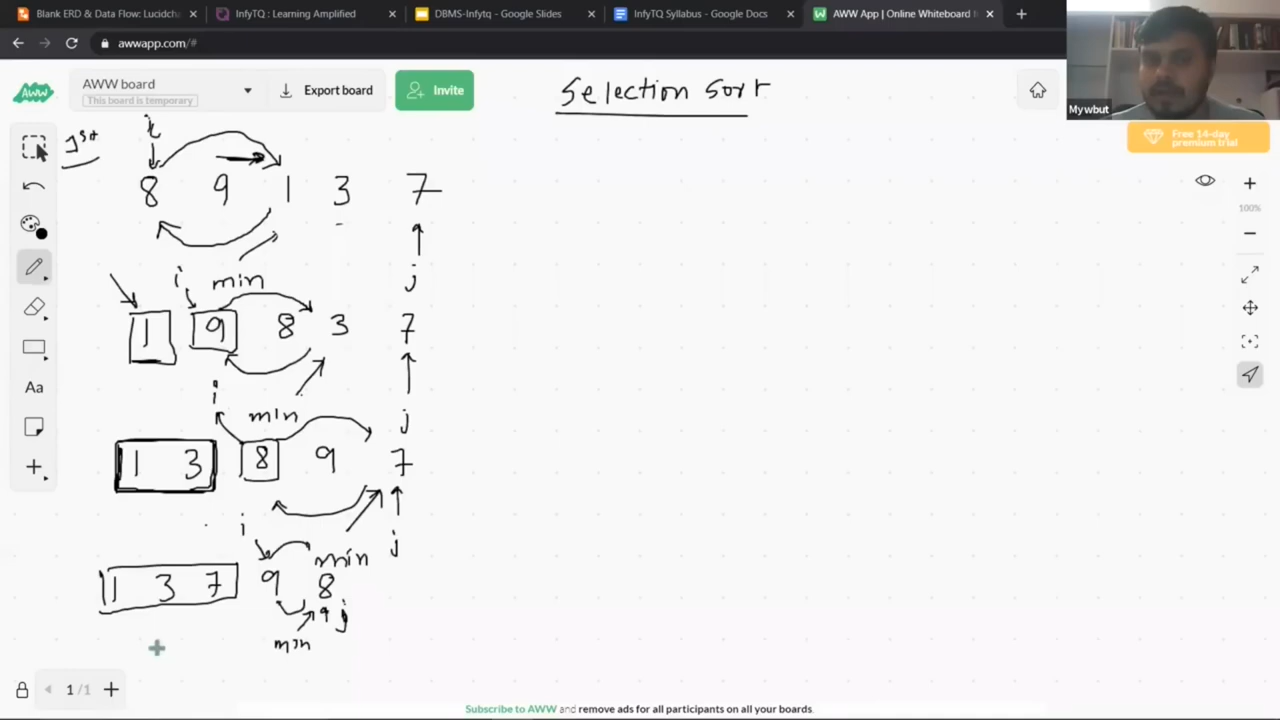 Blank ERD & Data Flow: Lucidcha
InfyTQ : Learning Amplified
DBMS-Infytq - Google Slides
InfyTQ Syllabus - Google Docs
AWW App | Online Whiteboard
awwapp.com/#
AWW
AWW board
This board is temporary
Export board
Invite
Selection Sort
Mywbut
Free 14-day
premium trial
100%
1st
i
8 9 1 3 7
i min j
1 9 8 3 7
i min j
1 3 8 9 7
i min j
1 3 7 9 8
9 j
min
Aa
1/1
Subscribe to AWW and remove ads for all participants on all your boards.